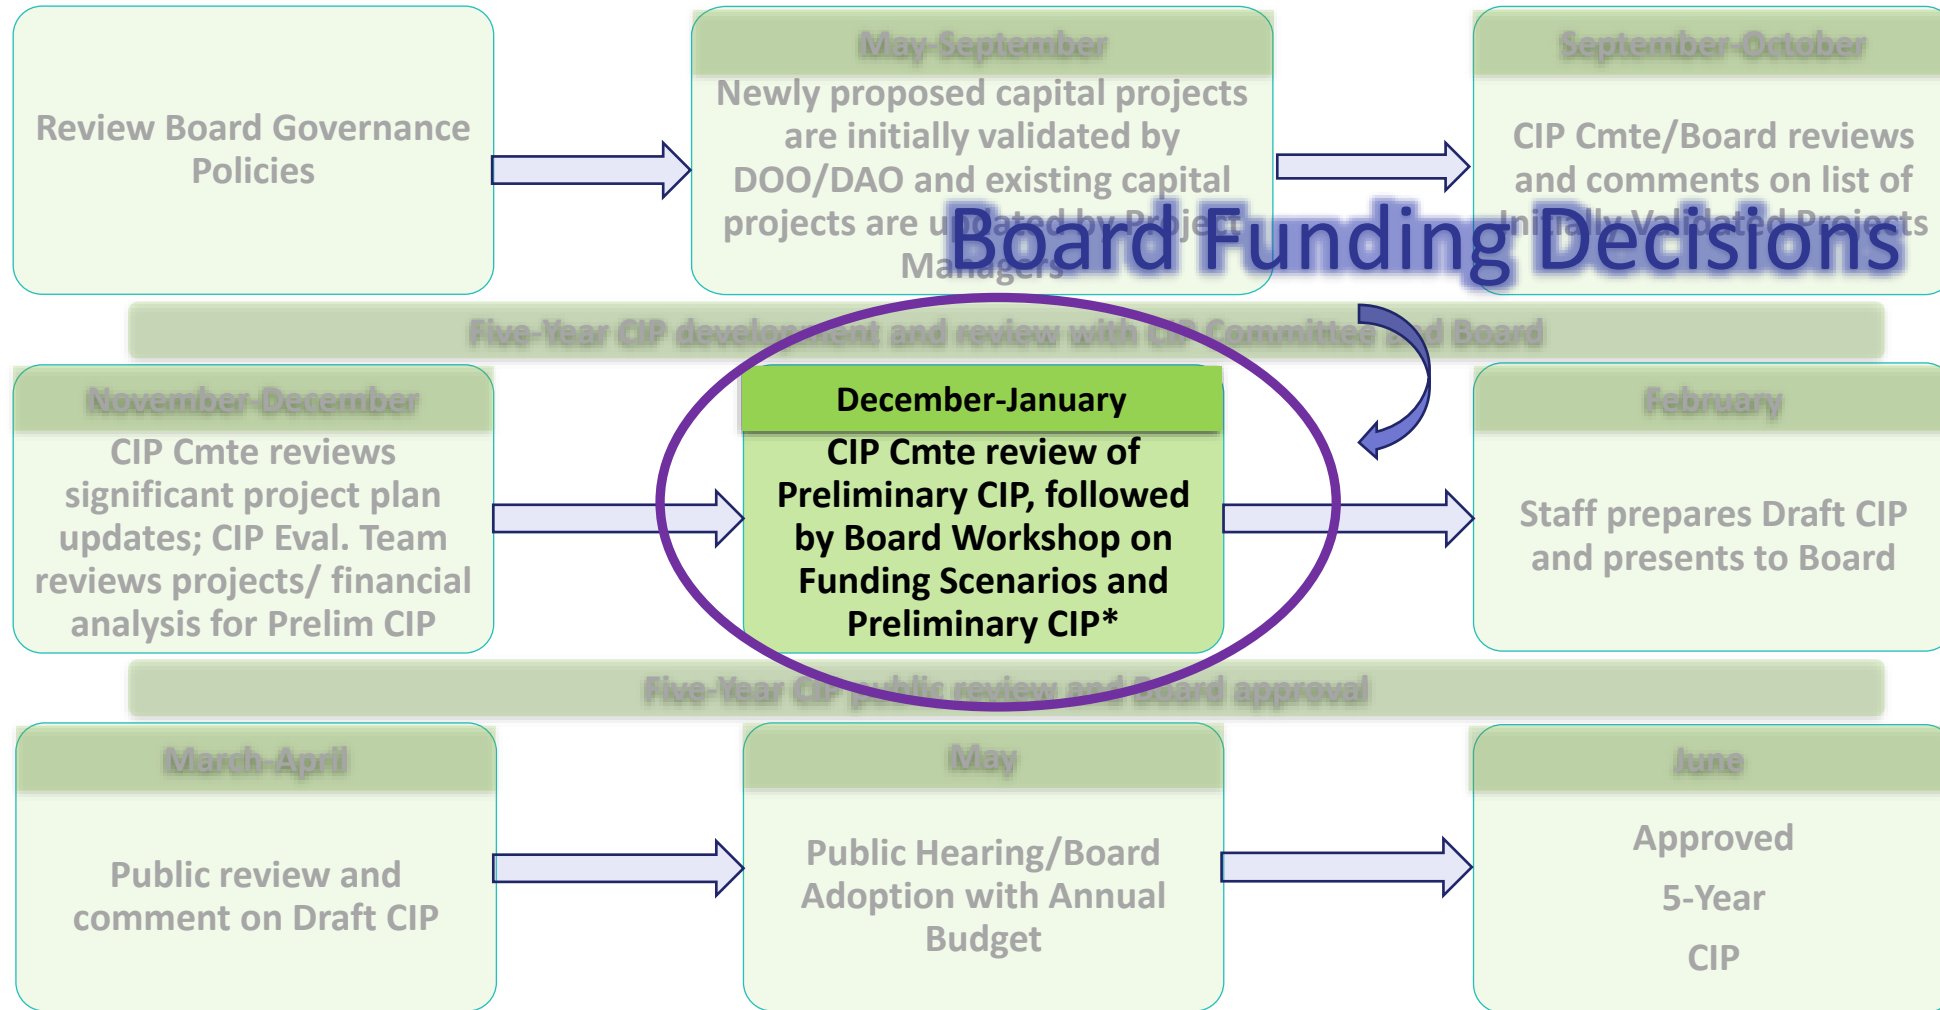 Review Board Governance
Policies
May-September
Newly proposed capital projects
are initially validated by
DOO/DAO and existing capital
projects are updated by Project
Managers
September-October
CIP Cmte/Board reviews
and comments on list of
Initially Validated Projects
Board Funding Decisions
Five-Year CIP development and review with CIP Committee and Board
November-December
CIP Cmte reviews
significant project plan
updates; CIP Eval. Team
reviews projects/ financial
analysis for Prelim CIP
December-January
CIP Cmte review of
Preliminary CIP, followed
by Board Workshop on
Funding Scenarios and
Preliminary CIP*
February
Staff prepares Draft CIP
and presents to Board
Five-Year CIP public review and Board approval
March-April
Public review and
comment on Draft CIP
May
Public Hearing/Board
Adoption with Annual
Budget
June
Approved
5-Year
CIP